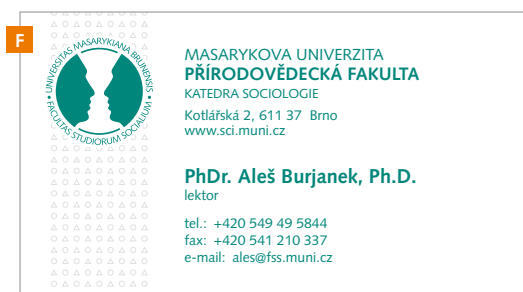 F
UNIVERSITAS MASARYKIANA BRUNENSIS
• FACULTAS STUDIORUM SOCIALIUM •
MASARYKOVA UNIVERZITA
PŘÍRODOVĚDECKÁ FAKULTA
KATEDRA SOCIOLOGIE
Kotlářská 2, 611 37 Brno
www.sci.muni.cz
PhDr. Aleš Burjanek, Ph.D.
lektor
tel.: +420 549 49 5844
fax: +420 541 210 337
e-mail: ales@fss.muni.cz